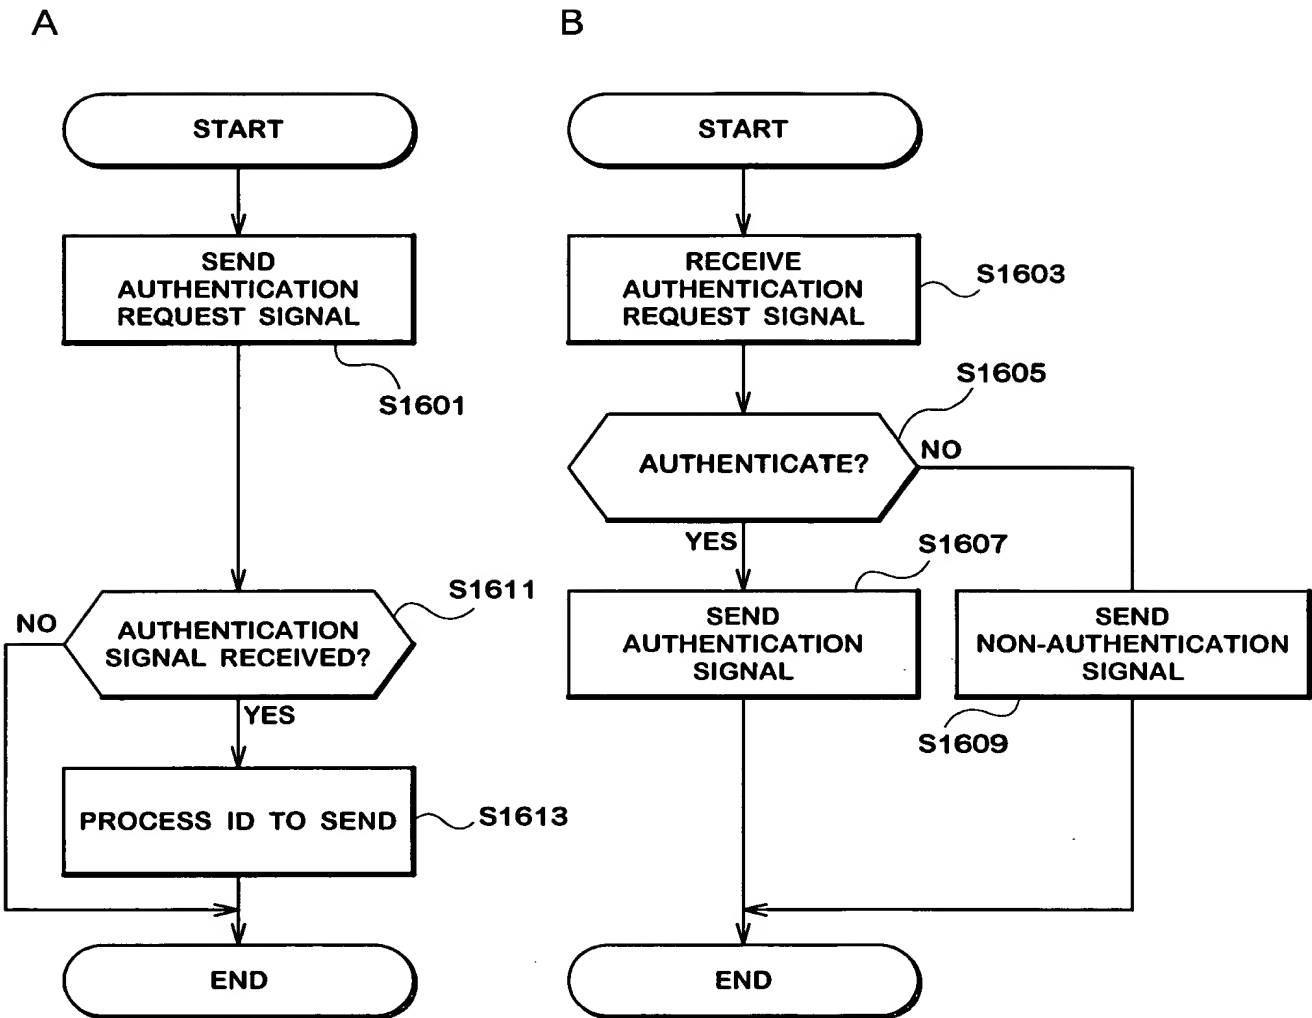 A
START
SEND
AUTHENTICATION
REQUEST SIGNAL
S1601
AUTHENTICATION
SIGNAL RECEIVED?
S1611
NO
YES
PROCESS ID TO SEND
S1613
END
B
START
RECEIVE
AUTHENTICATION
REQUEST SIGNAL
S1603
AUTHENTICATE?
S1605
NO
YES
SEND
AUTHENTICATION
SIGNAL
S1607
SEND
NON-AUTHENTICATION
SIGNAL
S1609
END